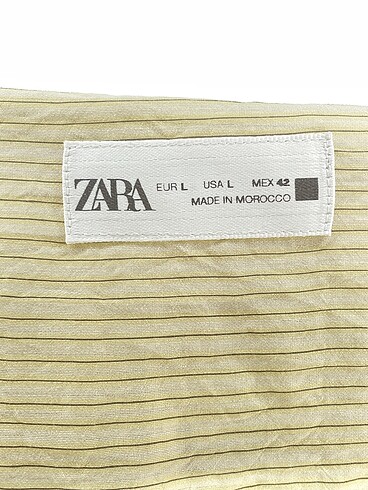 ZARA
EUR L USA L MEX 42
MADE IN MOROCCO